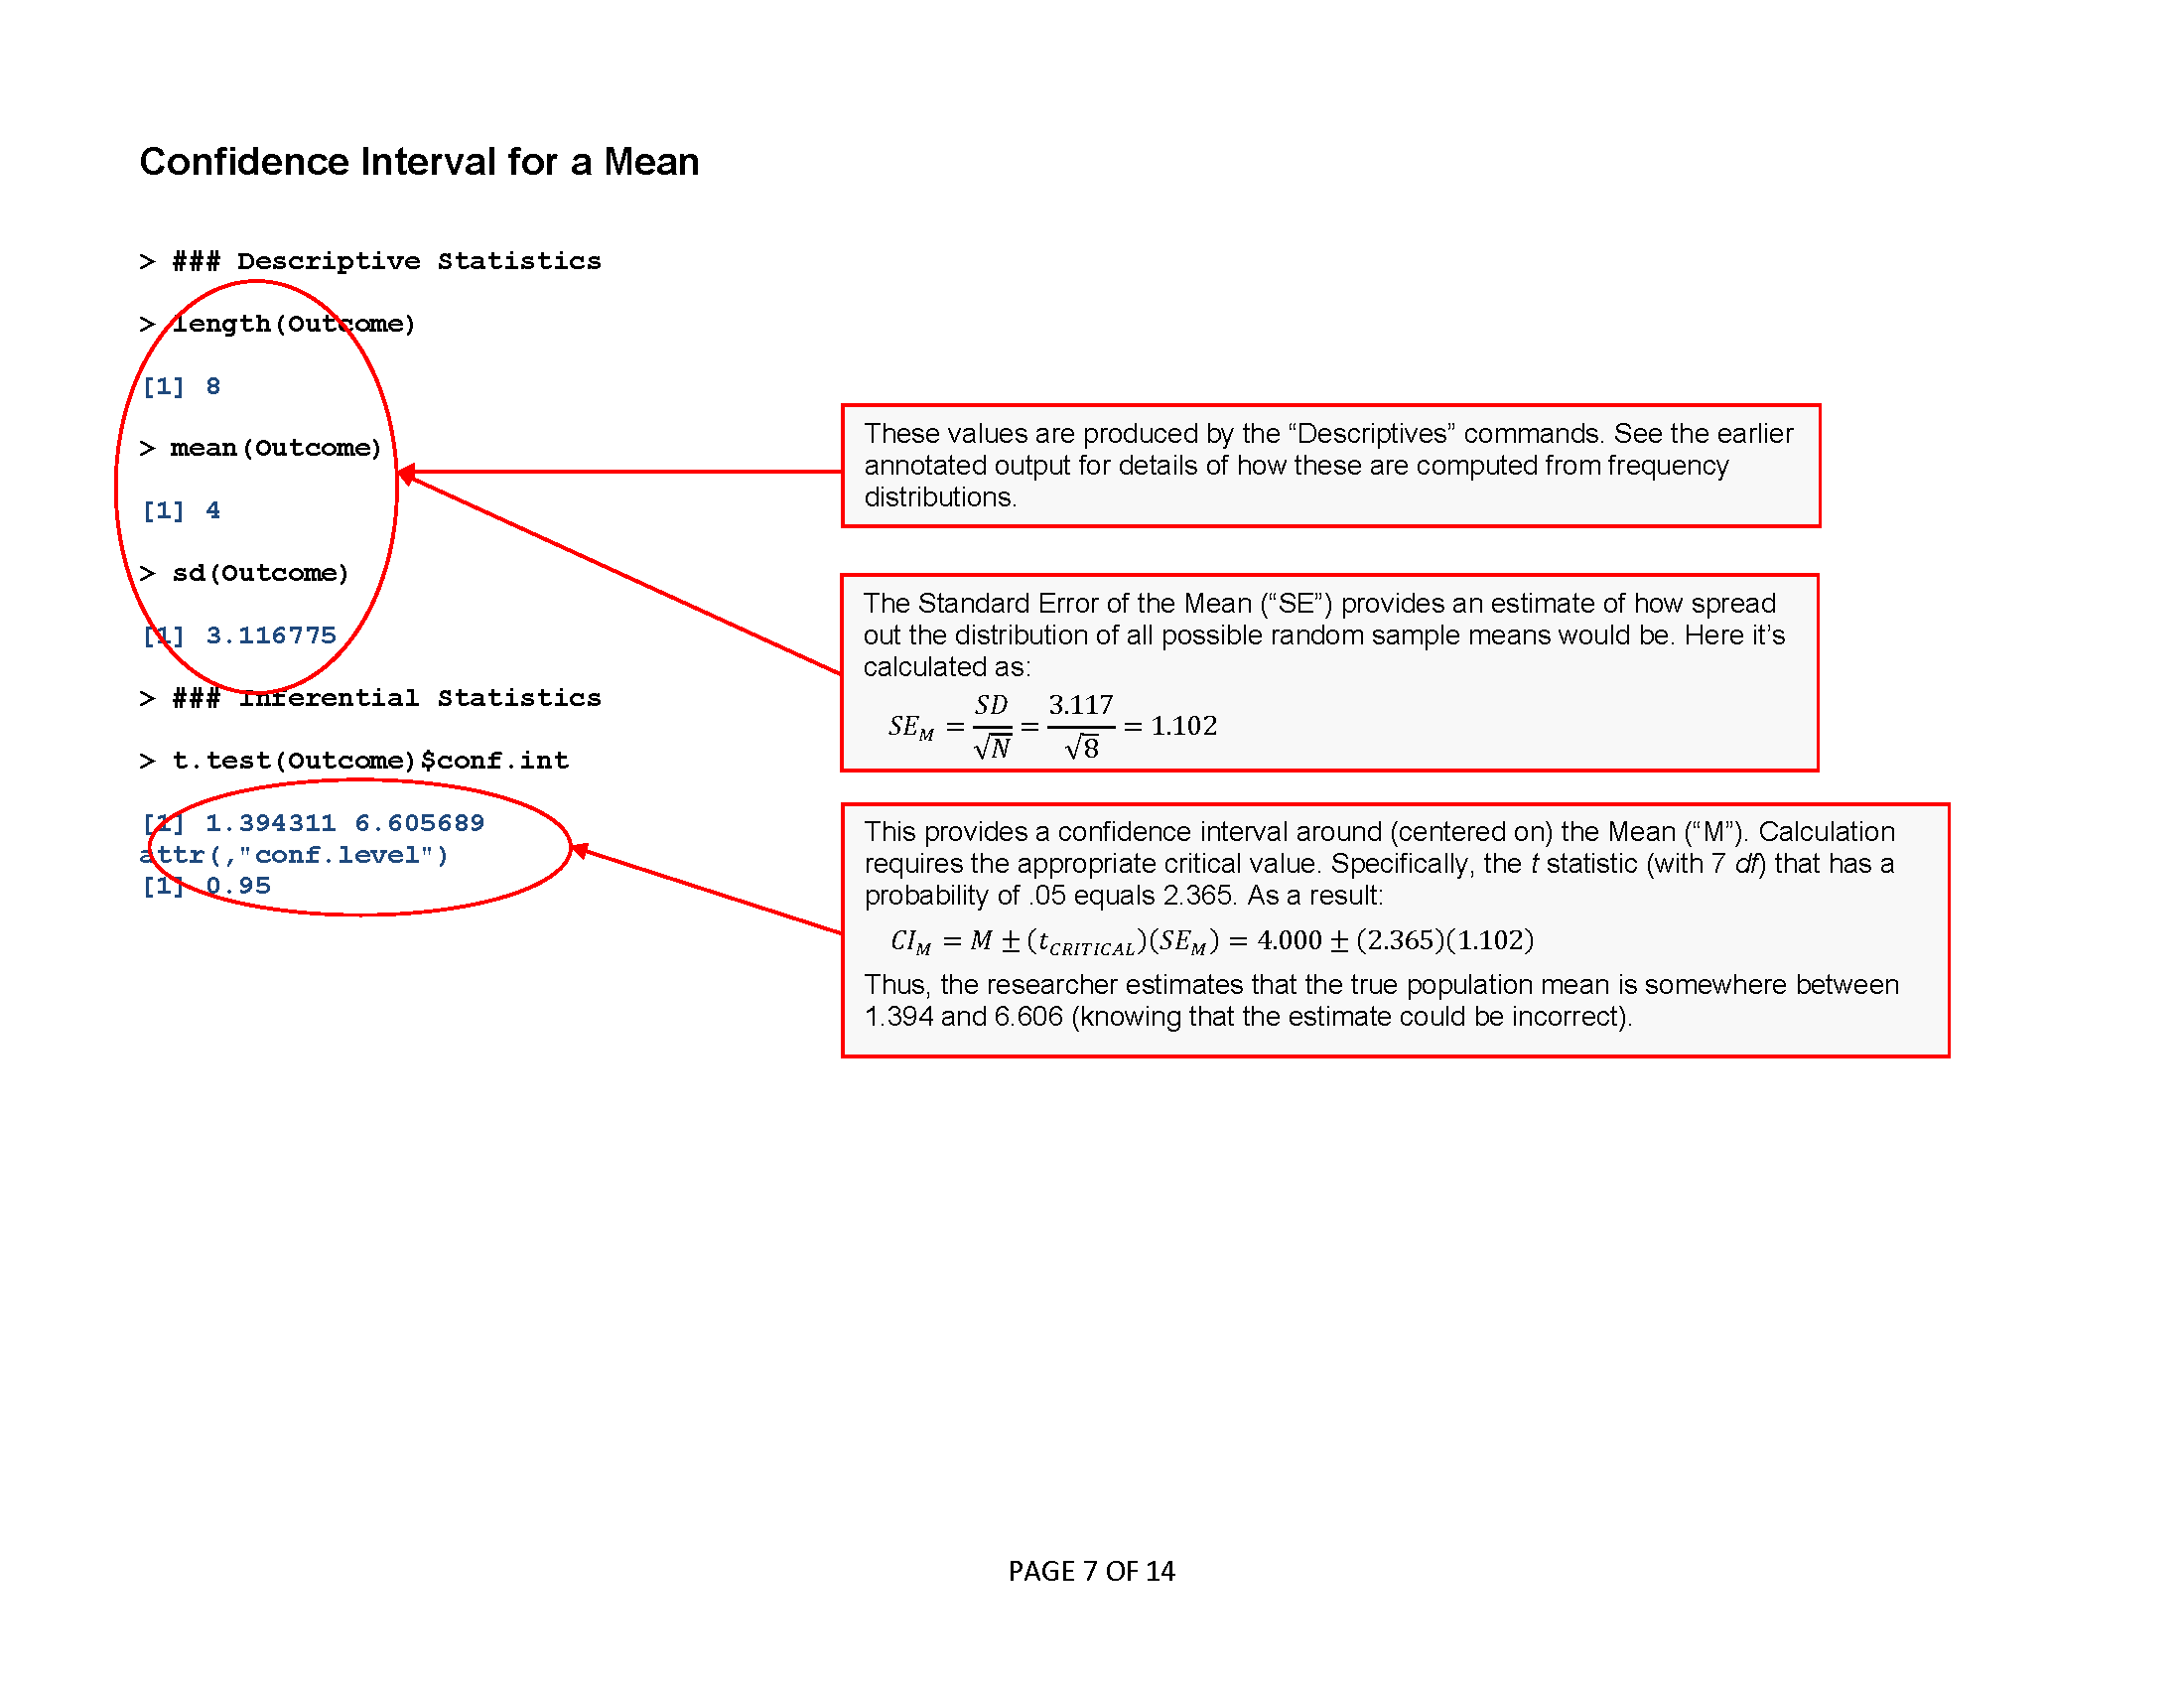 Confidence Interval for a Mean
> ### Descriptive Statistics
> length(Outcome)
[1] 8
> mean(Outcome)
[1] 4
> sd(Outcome)
[1] 3.116775
> ### Inferential Statistics
> t.test(Outcome)$conf.int
[1] 1.394311 6.605689
attr(,"conf.level")
[1] 0.95
These values are produced by the “Descriptives” commands. See the earlier
annotated output for details of how these are computed from frequency
distributions.
The Standard Error of the Mean (“SE”) provides an estimate of how spread
out the distribution of all possible random sample means would be. Here it’s
calculated as:
SE_M = SD/√N = 3.117/√8 = 1.102
This provides a confidence interval around (centered on) the Mean (“M”). Calculation
requires the appropriate critical value. Specifically, the t statistic (with 7 df) that has a
probability of .05 equals 2.365. As a result:
CI_M = M ± (t_CRITICAL)(SE_M) = 4.000 ± (2.365)(1.102)
Thus, the researcher estimates that the true population mean is somewhere between
1.394 and 6.606 (knowing that the estimate could be incorrect).
PAGE 7 OF 14